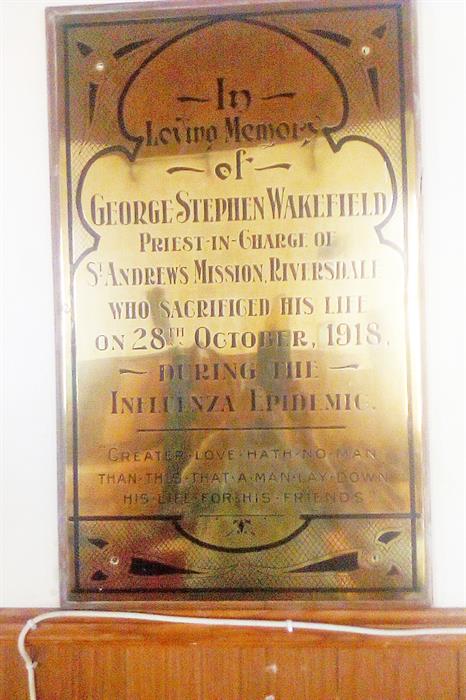 In
Loving Memory
of
GEORGE STEPHEN WAKEFIELD
PRIEST-IN-CHARGE OF
ST ANDREWS MISSION, RIVERSDALE
WHO SACRIFICED HIS LIFE
ON 28TH OCTOBER, 1918,
DURING THE
INFLUENZA EPIDEMIC.
"GREATER·LOVE·HATH·NO·MAN
THAN·THIS·THAT·A·MAN·LAY·DOWN
HIS·LIFE·FOR·HIS·FRIENDS"